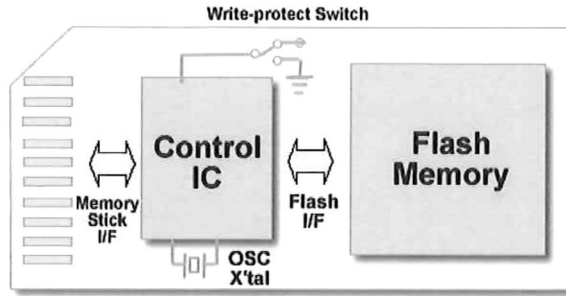 Write-protect Switch
Control
IC
Flash
Memory
Memory
Stick
I/F
Flash
I/F
OSC
X'tal